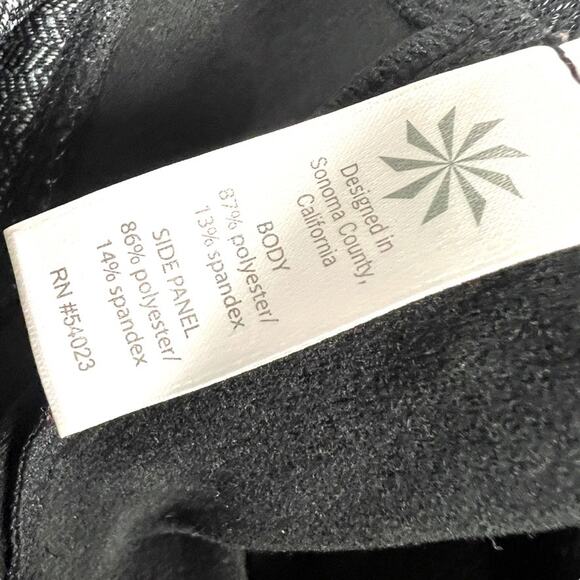 Designed in
Sonoma County,
California
BODY
87% polyester/
13% spandex
SIDE PANEL
86% polyester/
14% spandex
RN #54023